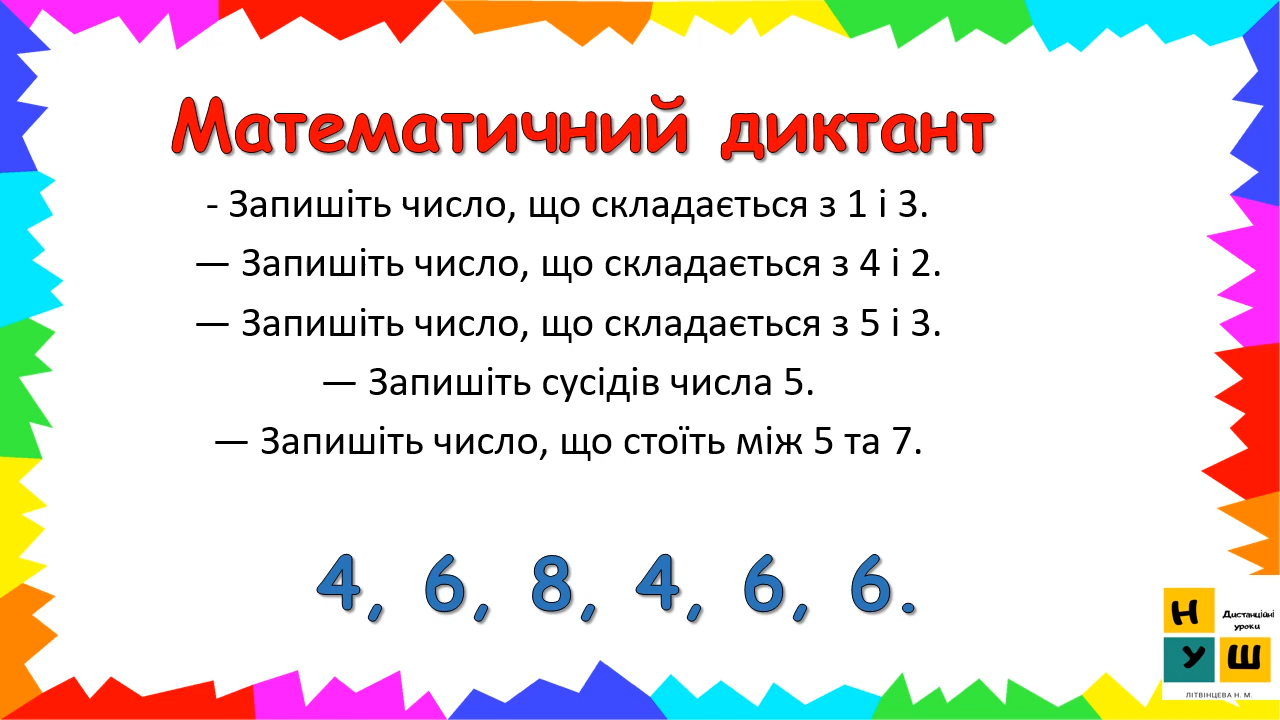 Математичний диктант
- Запишіть число, що складається з 1 і 3.
— Запишіть число, що складається з 4 і 2.
— Запишіть число, що складається з 5 і 3.
— Запишіть сусідів числа 5.
— Запишіть число, що стоїть між 5 та 7.
4, 6, 8, 4, 6, 6.
Н
Дистанційні
уроки
У Ш
ЛІТВІНЦЕВА Н. М.